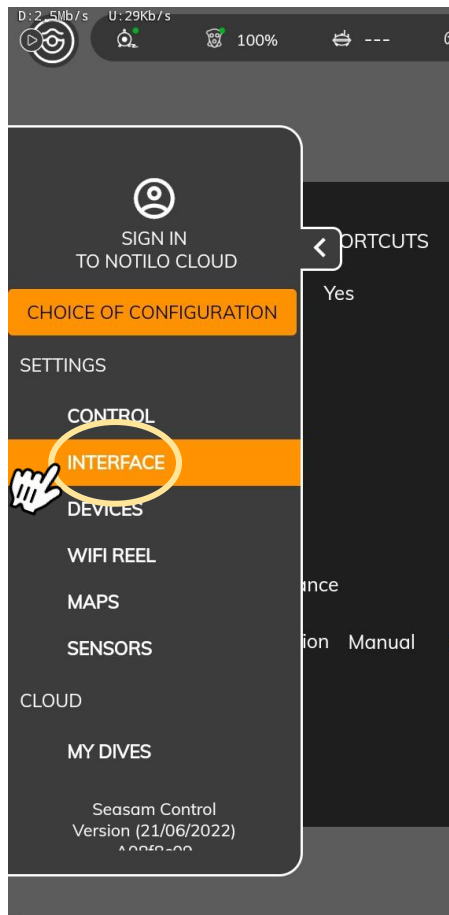 D:2.5Mb/s U:29Kb/s
100% ---
SIGN IN
TO NOTILO CLOUD
ORTCUTS
Yes
CHOICE OF CONFIGURATION
SETTINGS
CONTROL
INTERFACE
DEVICES
WIFI REEL
MAPS
ance
SENSORS
ion Manual
CLOUD
MY DIVES
Seasam Control
Version (21/06/2022)